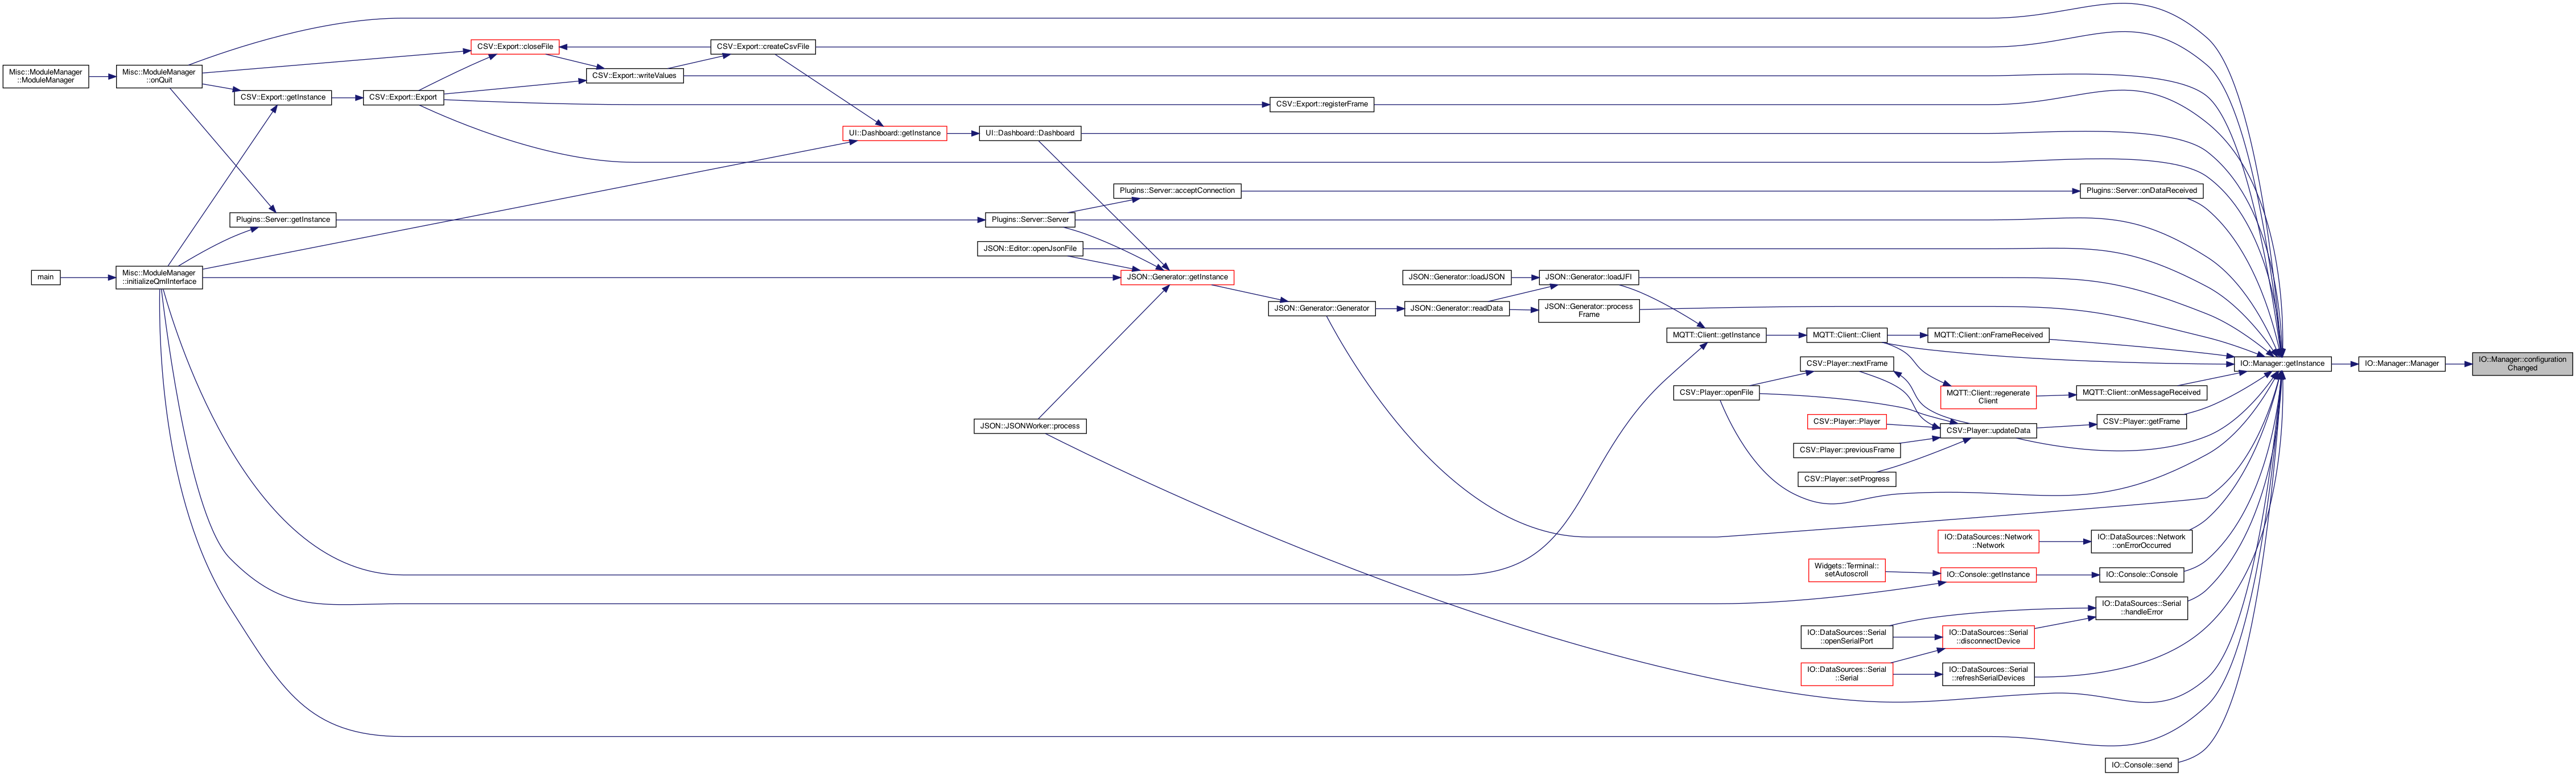 CSV::Export::closeFile
CSV::Export::createCsvFile
Misc::ModuleManager
::ModuleManager
Misc::ModuleManager
::onQuit
CSV::Export::writeValues
CSV::Export::getInstance
CSV::Export::Export
CSV::Export::registerFrame
UI::Dashboard::getInstance
UI::Dashboard::Dashboard
Plugins::Server::acceptConnection
Plugins::Server::onDataReceived
Plugins::Server::getInstance
Plugins::Server::Server
JSON::Editor::openJsonFile
main
Misc::ModuleManager
::initializeQmlInterface
JSON::Generator::getInstance
JSON::Generator::loadJSON
JSON::Generator::loadJFI
JSON::Generator::Generator
JSON::Generator::readData
JSON::Generator::process
Frame
MQTT::Client::getInstance
MQTT::Client::Client
MQTT::Client::onFrameReceived
CSV::Player::nextFrame
IO::Manager::getInstance
IO::Manager::Manager
IO::Manager::configuration
Changed
CSV::Player::openFile
MQTT::Client::regenerate
Client
MQTT::Client::onMessageReceived
JSON::JSONWorker::process
CSV::Player::Player
CSV::Player::updateData
CSV::Player::getFrame
CSV::Player::previousFrame
CSV::Player::setProgress
IO::DataSources::Network
::Network
IO::DataSources::Network
::onErrorOccurred
Widgets::Terminal::
setAutoscroll
IO::Console::getInstance
IO::Console::Console
IO::DataSources::Serial
::handleError
IO::DataSources::Serial
::openSerialPort
IO::DataSources::Serial
::disconnectDevice
IO::DataSources::Serial
::Serial
IO::DataSources::Serial
::refreshSerialDevices
IO::Console::send